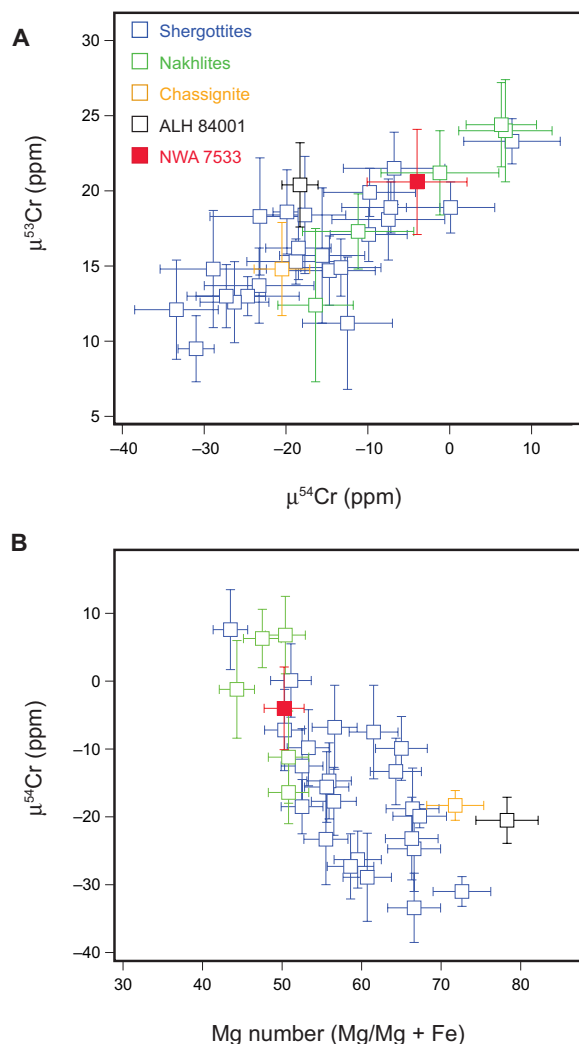 A
Shergottites
Nakhlites
Chassignite
ALH 84001
NWA 7533
30
25
20
15
10
5
μ53Cr (ppm)
–40 –30 –20 –10 0 10
μ54Cr (ppm)
B
10
0
–10
–20
–30
–40
μ54Cr (ppm)
30 40 50 60 70 80
Mg number (Mg/Mg + Fe)